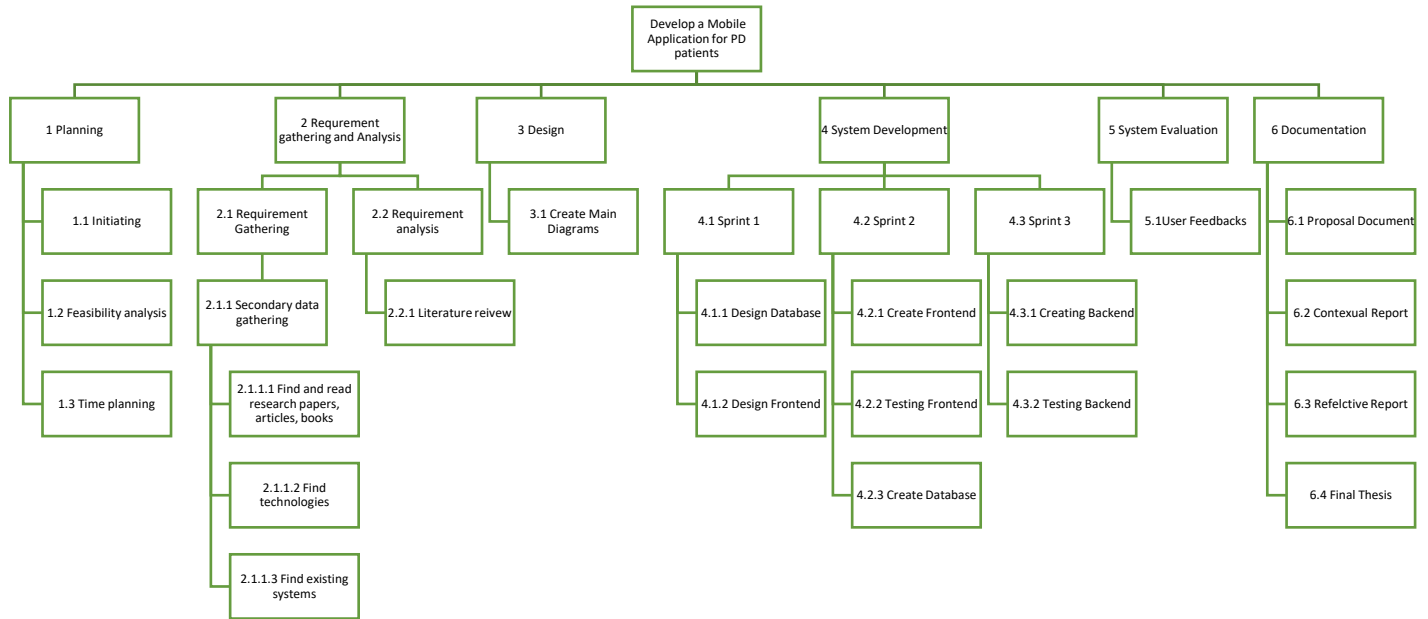 Develop a Mobile
Application for PD
patients
1 Planning
2 Requrement
gathering and Analysis
3 Design
4 System Development
5 System Evaluation
6 Documentation
1.1 Initiating
2.1 Requirement
Gathering
2.2 Requirement
analysis
3.1 Create Main
Diagrams
4.1 Sprint 1
4.2 Sprint 2
4.3 Sprint 3
5.1User Feedbacks
6.1 Proposal Document
1.2 Feasibility analysis
2.1.1 Secondary data
gathering
2.2.1 Literature reivew
4.1.1 Design Database
4.2.1 Create Frontend
4.3.1 Creating Backend
6.2 Contexual Report
1.3 Time planning
2.1.1.1 Find and read
research papers,
articles, books
4.1.2 Design Frontend
4.2.2 Testing Frontend
4.3.2 Testing Backend
6.3 Refelctive Report
2.1.1.2 Find
technologies
4.2.3 Create Database
6.4 Final Thesis
2.1.1.3 Find existing
systems